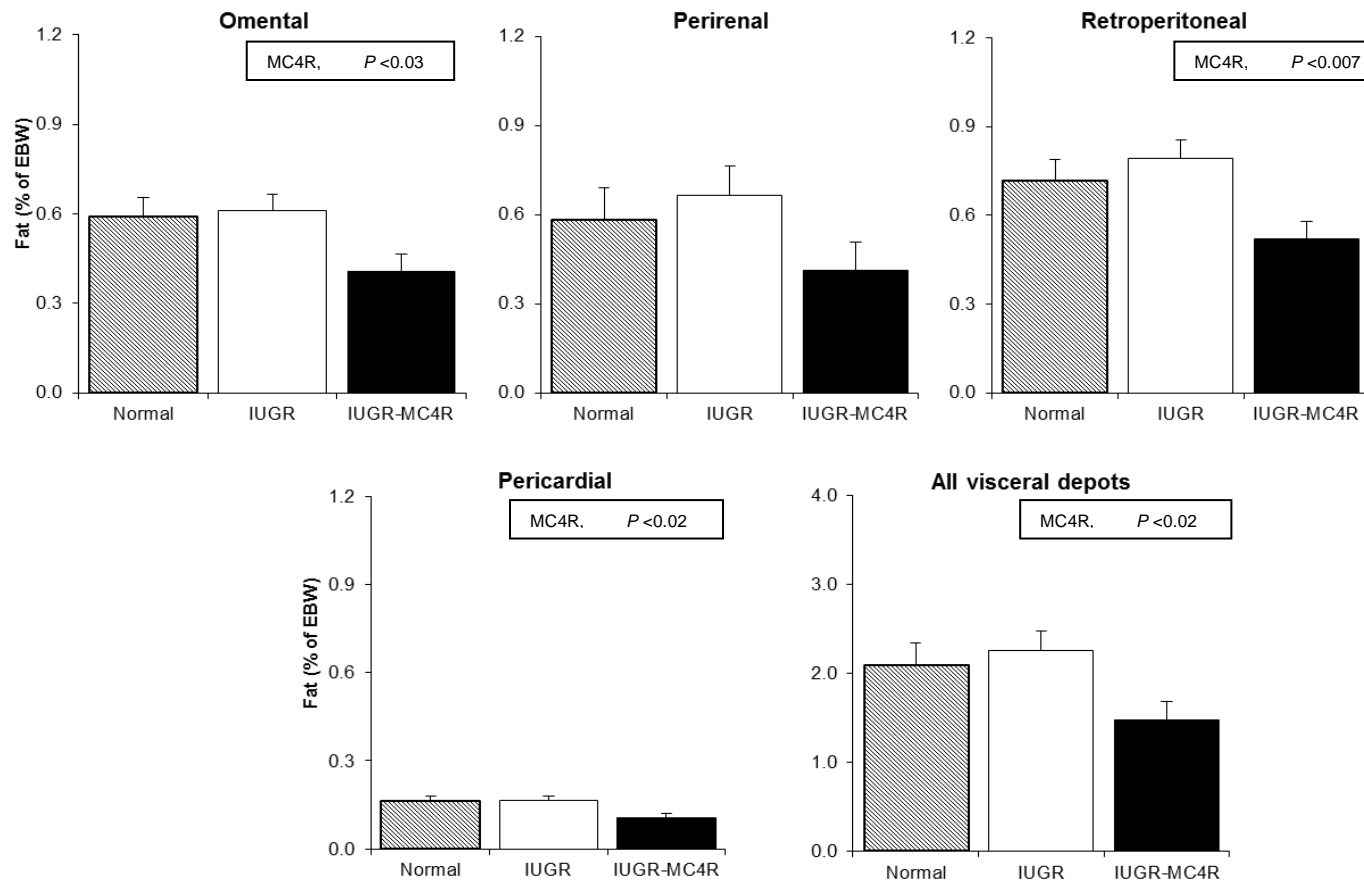 Omental
MC4R, P <0.03
Fat (% of EBW)
1.2
0.9
0.6
0.3
0.0
Normal IUGR IUGR-MC4R
Perirenal
1.2
0.9
0.6
0.3
0.0
Normal IUGR IUGR-MC4R
Retroperitoneal
MC4R, P <0.007
1.2
0.9
0.6
0.3
0.0
Normal IUGR IUGR-MC4R
Pericardial
MC4R, P <0.02
Fat (% of EBW)
1.2
0.9
0.6
0.3
0.0
Normal IUGR IUGR-MC4R
All visceral depots
MC4R, P <0.02
4.0
3.0
2.0
1.0
0.0
Normal IUGR IUGR-MC4R